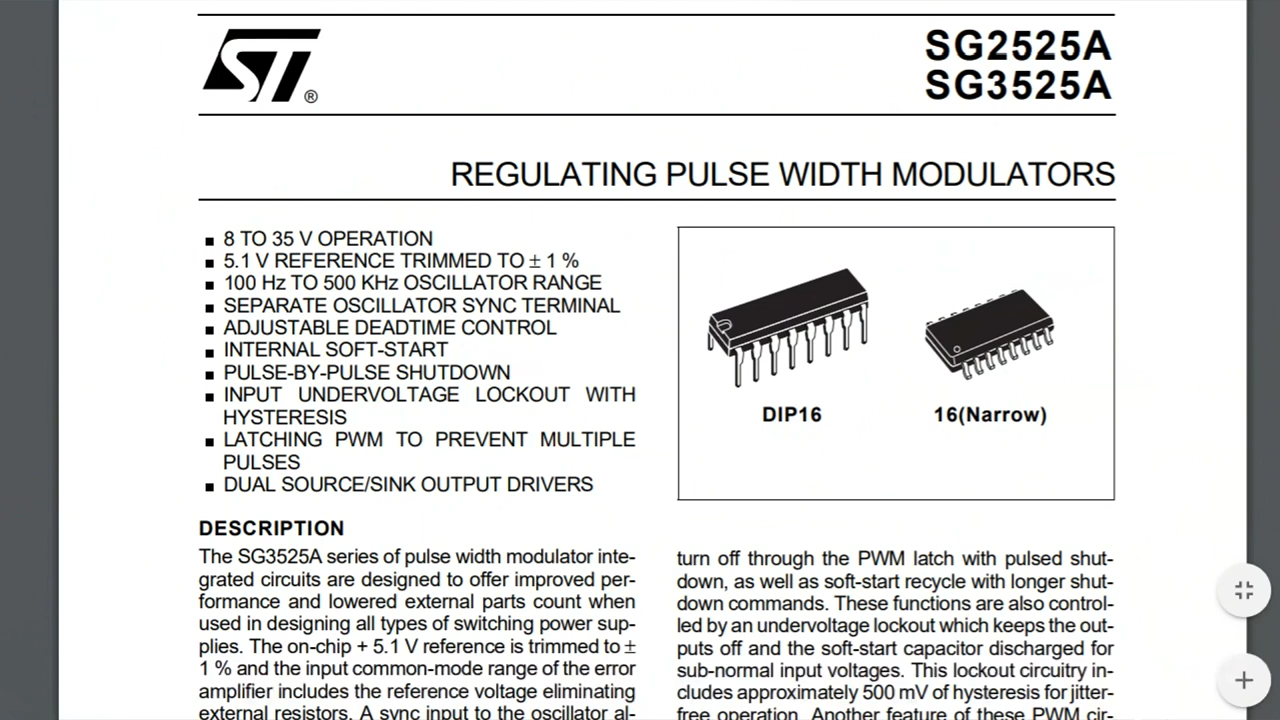 ST®
SG2525A
SG3525A
REGULATING PULSE WIDTH MODULATORS
■ 8 TO 35 V OPERATION
■ 5.1 V REFERENCE TRIMMED TO ± 1 %
■ 100 Hz TO 500 KHz OSCILLATOR RANGE
■ SEPARATE OSCILLATOR SYNC TERMINAL
■ ADJUSTABLE DEADTIME CONTROL
■ INTERNAL SOFT-START
■ PULSE-BY-PULSE SHUTDOWN
■ INPUT UNDERVOLTAGE LOCKOUT WITH
HYSTERESIS
■ LATCHING PWM TO PREVENT MULTIPLE
PULSES
■ DUAL SOURCE/SINK OUTPUT DRIVERS
DIP16
16(Narrow)
DESCRIPTION
The SG3525A series of pulse width modulator inte-
grated circuits are designed to offer improved per-
formance and lowered external parts count when
used in designing all types of switching power sup-
plies. The on-chip + 5.1 V reference is trimmed to ±
1 % and the input common-mode range of the error
amplifier includes the reference voltage eliminating
external resistors. A sync input to the oscillator al-
turn off through the PWM latch with pulsed shut-
down, as well as soft-start recycle with longer shut-
down commands. These functions are also control-
led by an undervoltage lockout which keeps the out-
puts off and the soft-start capacitor discharged for
sub-normal input voltages. This lockout circuitry in-
cludes approximately 500 mV of hysteresis for jitter-
free operation. Another feature of these PWM cir-